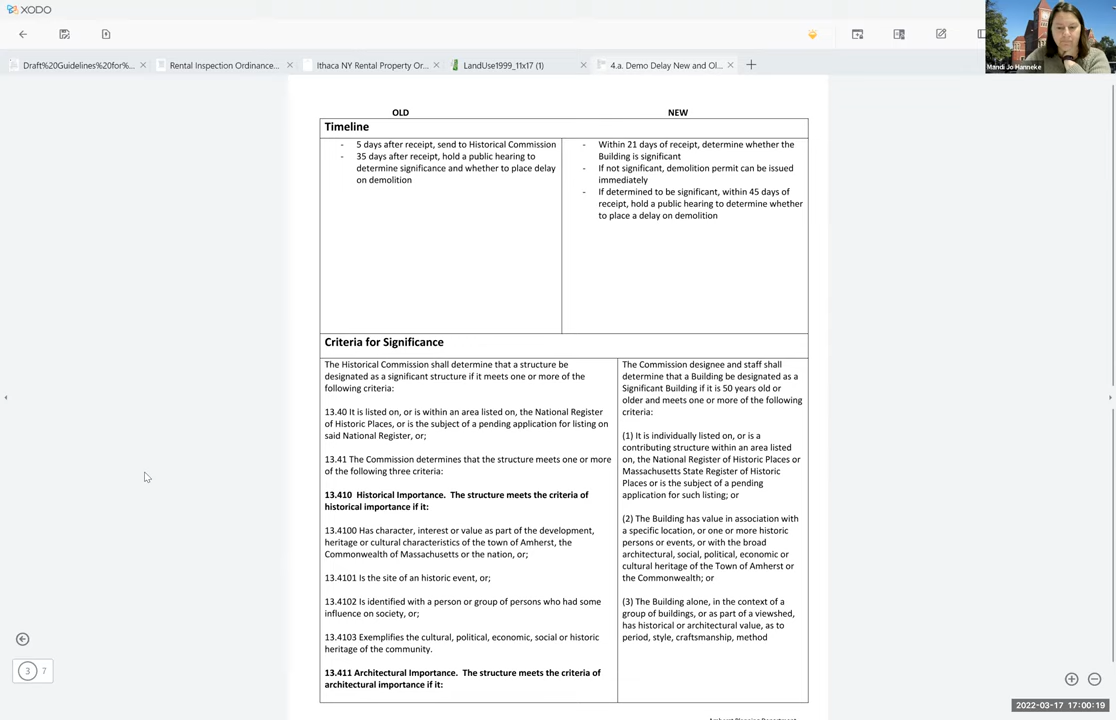 XODO
Draft%20Guidelines%20for%...
Rental Inspection Ordinance...
Ithaca NY Rental Property Or...
LandUse1999_11x17 (1)
4.a. Demo Delay New and Ol...
Mandi Jo Hanneke
OLD
NEW
Timeline
- 5 days after receipt, send to Historical Commission
- 35 days after receipt, hold a public hearing to
determine significance and whether to place delay
on demolition
- Within 21 days of receipt, determine whether the
Building is significant
- If not significant, demolition permit can be issued
immediately
- If determined to be significant, within 45 days of
receipt, hold a public hearing to determine whether
to place a delay on demolition
Criteria for Significance
The Historical Commission shall determine that a structure be
designated as a significant structure if it meets one or more of the
following criteria:
13.40 It is listed on, or is within an area listed on, the National Register
of Historic Places, or is the subject of a pending application for listing on
said National Register, or;
13.41 The Commission determines that the structure meets one or more
of the following three criteria:
13.410 Historical Importance. The structure meets the criteria of
historical importance if it:
13.4100 Has character, interest or value as part of the development,
heritage or cultural characteristics of the town of Amherst, the
Commonwealth of Massachusetts or the nation, or;
13.4101 Is the site of an historic event, or;
13.4102 Is identified with a person or group of persons who had some
influence on society, or;
13.4103 Exemplifies the cultural, political, economic, social or historic
heritage of the community.
13.411 Architectural Importance. The structure meets the criteria of
architectural importance if it:
The Commission designee and staff shall
determine that a Building be designated as a
Significant Building if it is 50 years old or
older and meets one or more of the following
criteria:
(1) It is individually listed on, or is a
contributing structure within an area listed
on, the National Register of Historic Places or
Massachusetts State Register of Historic
Places or is the subject of a pending
application for such listing; or
(2) The Building has value in association with
a specific location, or one or more historic
persons or events, or with the broad
architectural, social, political, economic or
cultural heritage of the Town of Amherst or
the Commonwealth; or
(3) The Building alone, in the context of a
group of buildings, or as part of a viewshed,
has historical or architectural value, as to
period, style, craftsmanship, method
3 7
2022-03-17 17:00:19
Amherst Planning Department